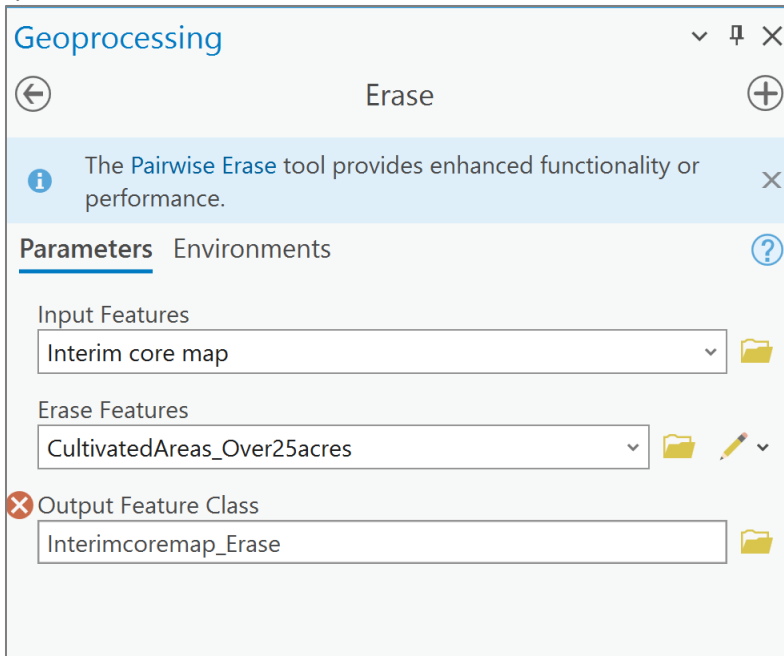 Geoprocessing
Erase
The Pairwise Erase tool provides enhanced functionality or
performance.
Parameters Environments
Input Features
Interim core map
Erase Features
CultivatedAreas_Over25acres
Output Feature Class
Interimcoremap_Erase